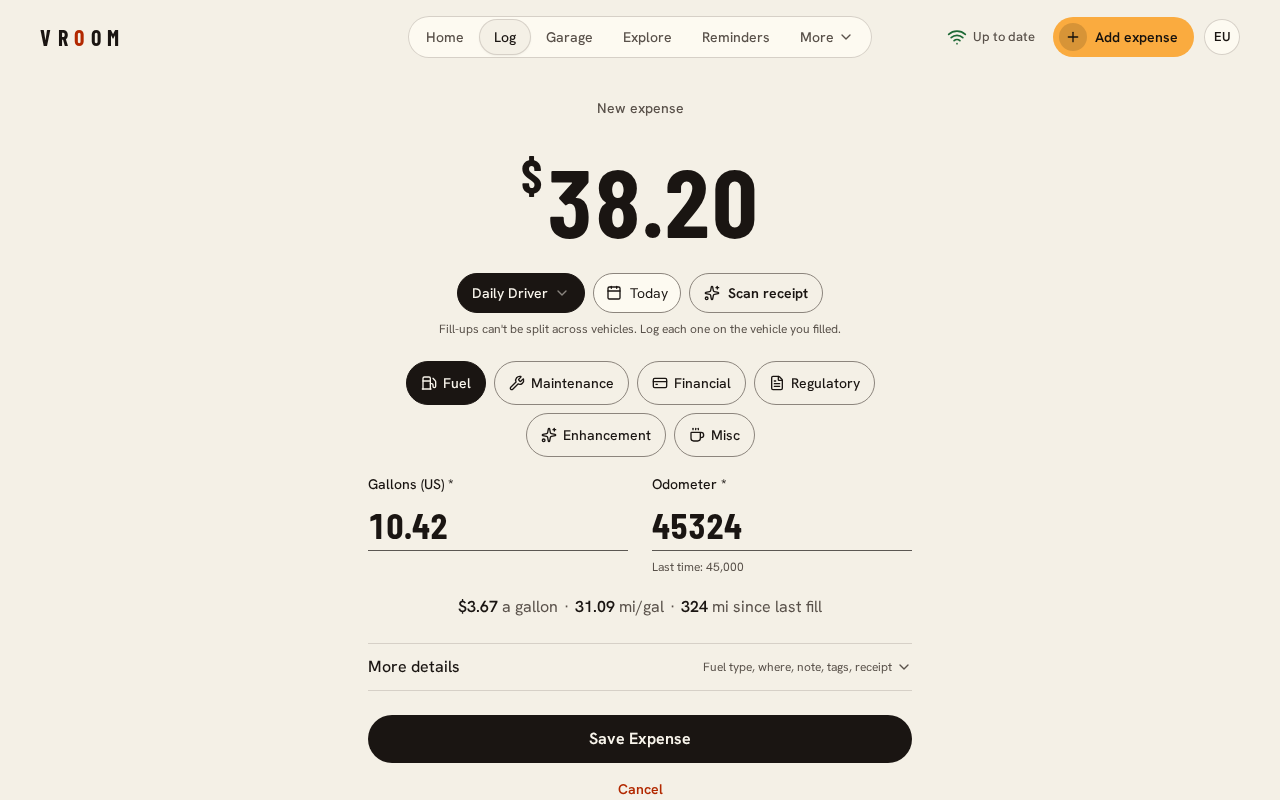 VROOM
Home Log Garage Explore Reminders More
Up to date
Add expense
EU
New expense
$38.20
Daily Driver Today Scan receipt
Fill-ups can't be split across vehicles. Log each one on the vehicle you filled.
Fuel Maintenance Financial Regulatory
Enhancement Misc
Gallons (US) * Odometer *
10.42 45324
Last time: 45,000
$3.67 a gallon · 31.09 mi/gal · 324 mi since last fill
More details Fuel type, where, note, tags, receipt
Save Expense
Cancel